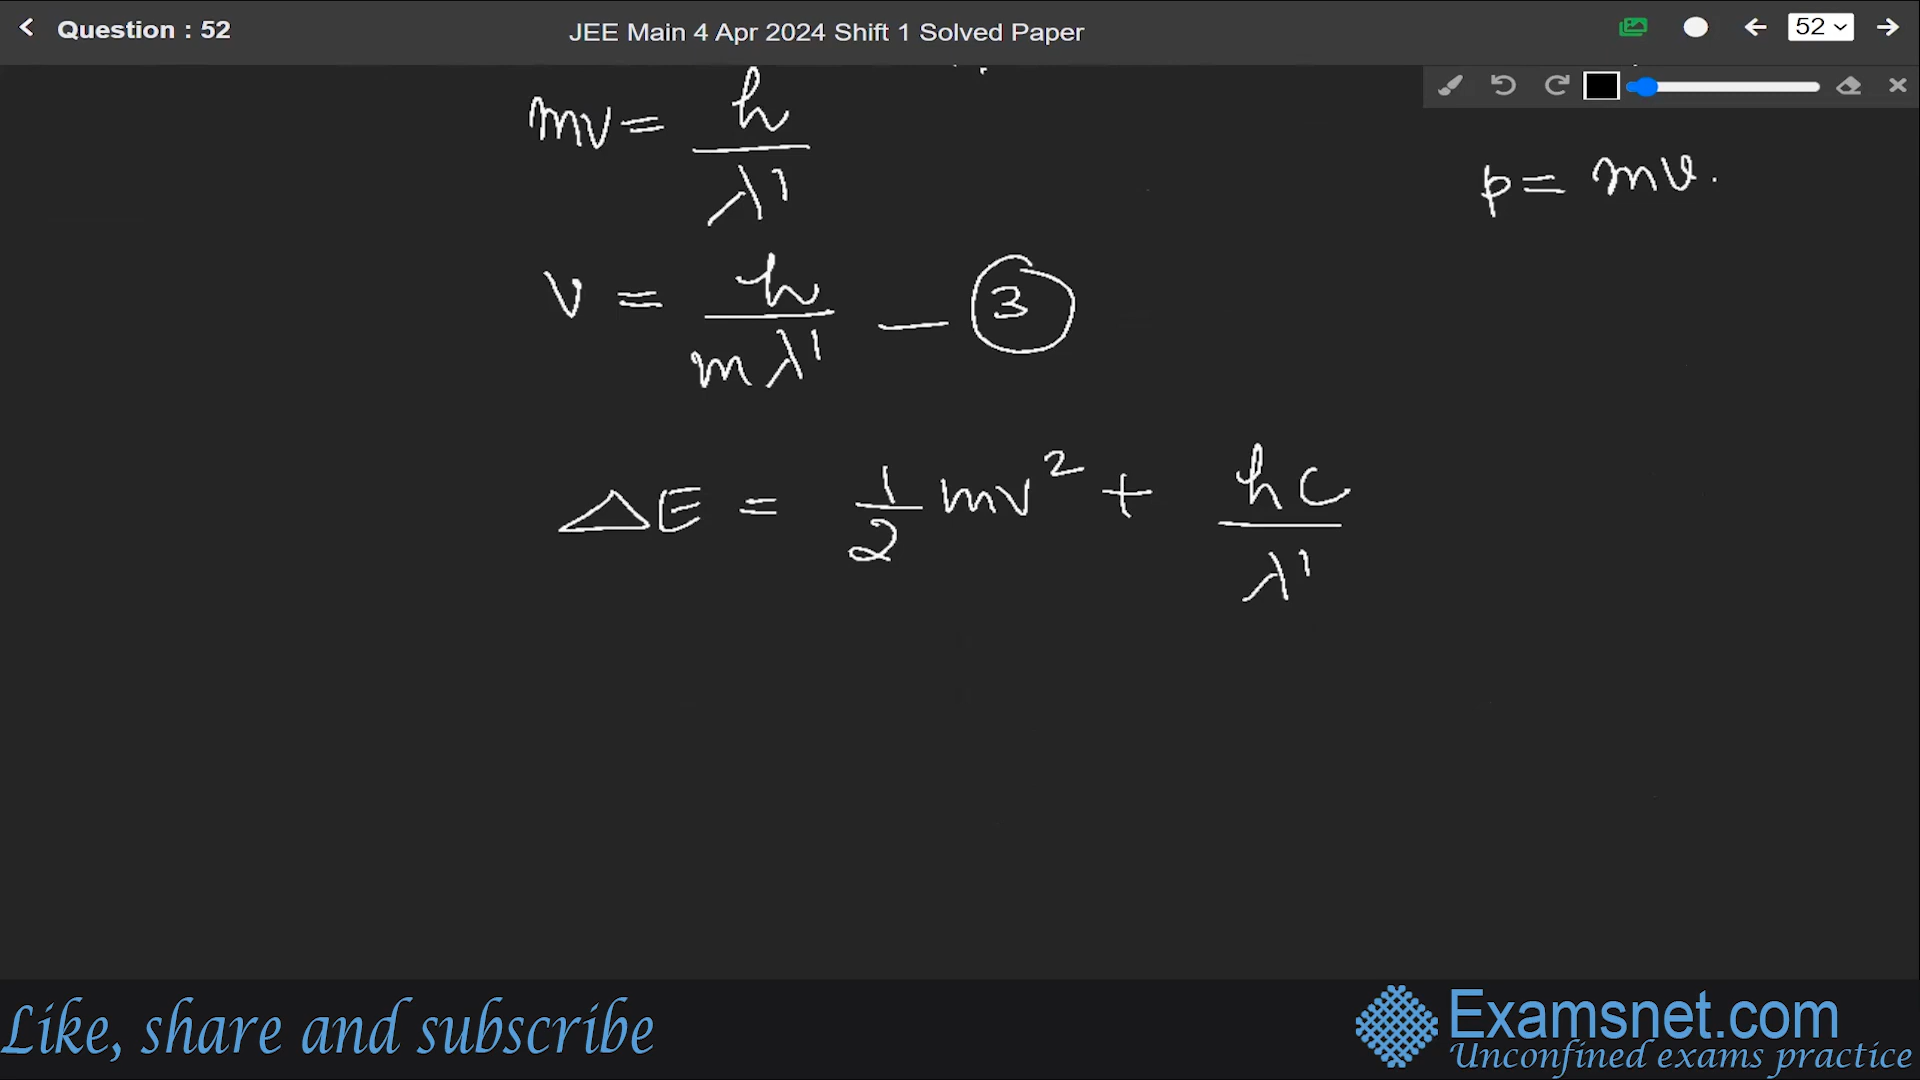 Question : 52
JEE Main 4 Apr 2024 Shift 1 Solved Paper
52
mv = h/λ'
p = mv.
v = h/mλ' — 3
ΔE = 1/2 mv² + hc/λ'
Like, share and subscribe
Examsnet.com
Unconfined exams practice